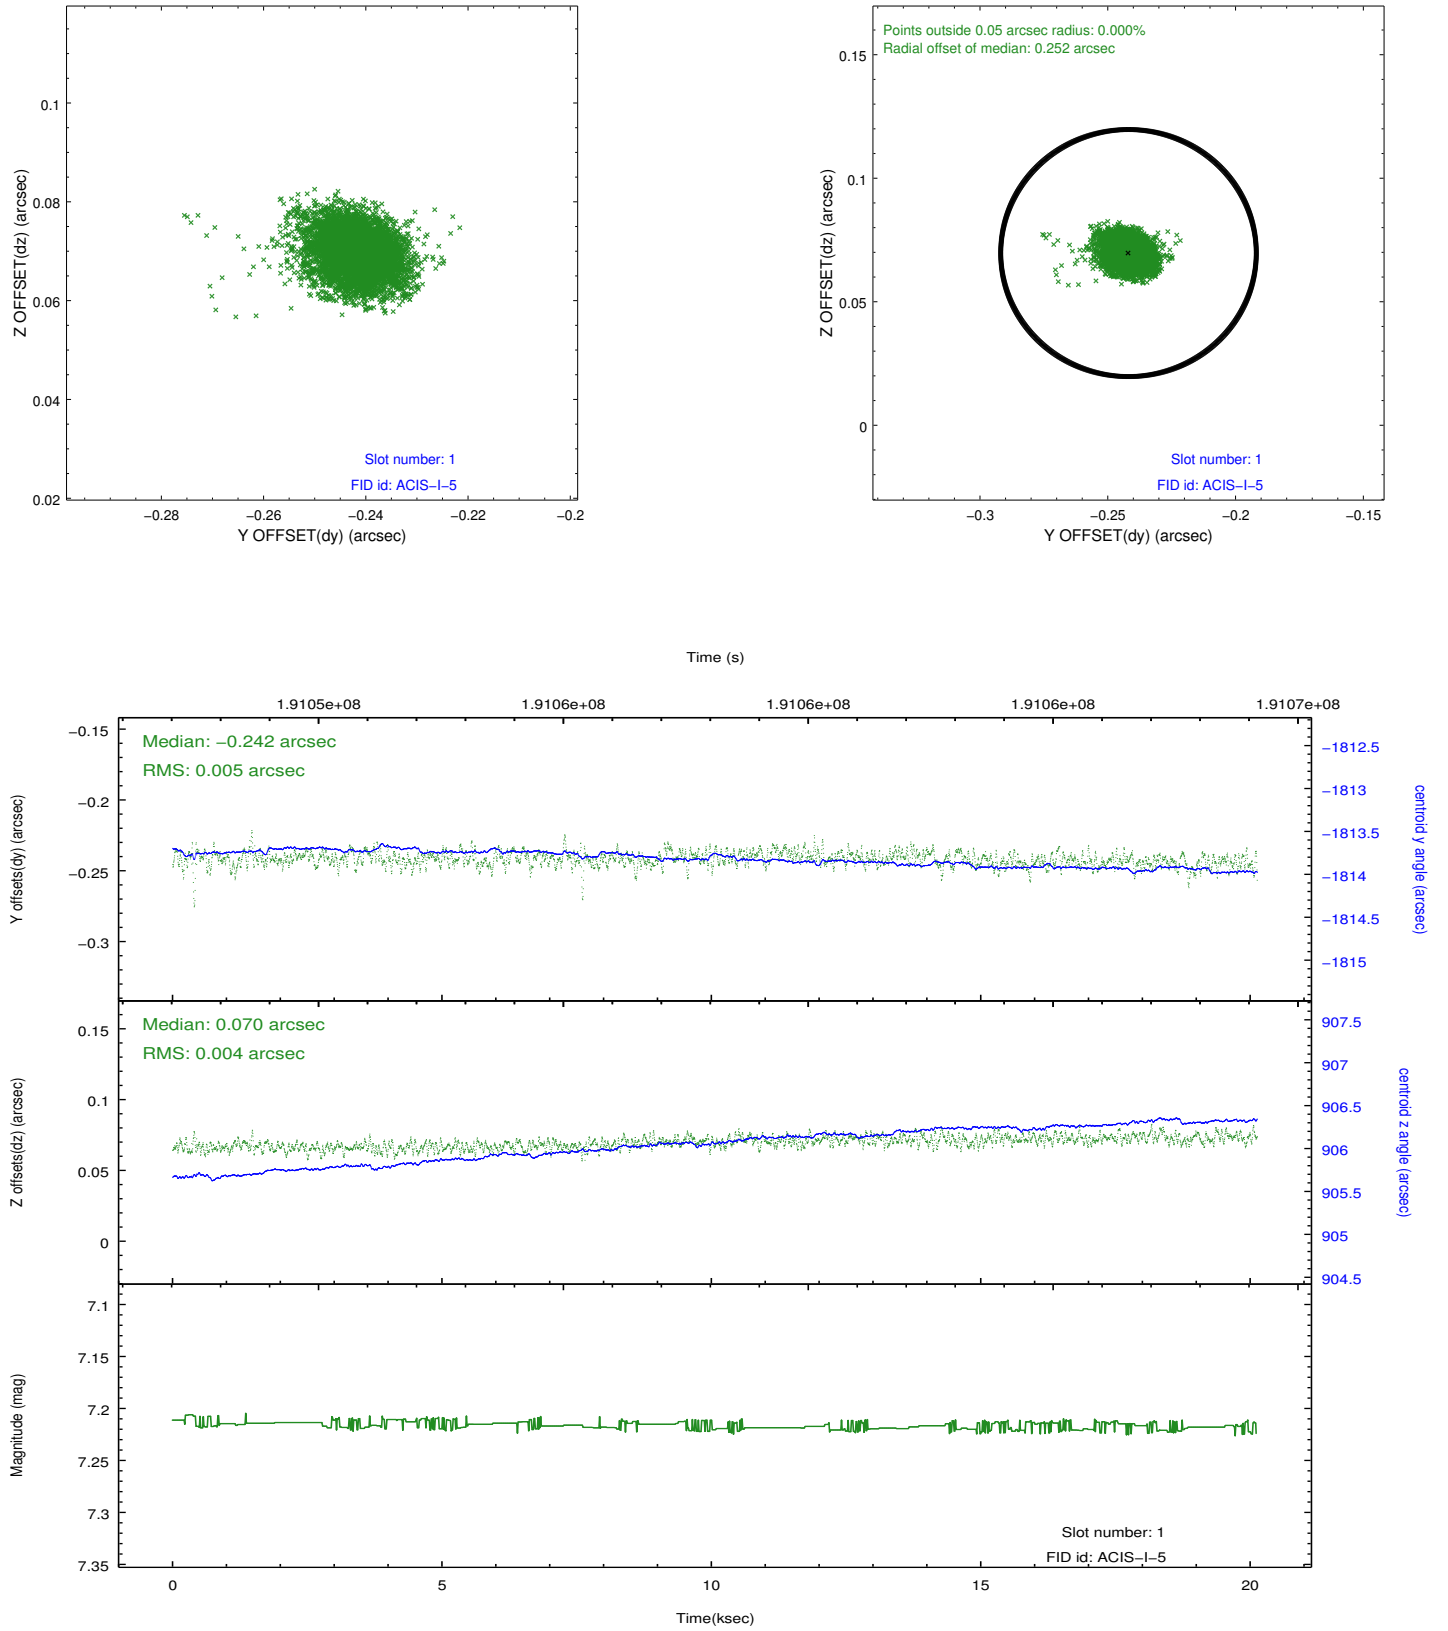 0.1
0.08
0.06
0.04
0.02
Z OFFSET(dz) (arcsec)
Slot number: 1
FID id: ACIS−I−5
−0.28
−0.26
−0.24
−0.22
−0.2
Y OFFSET(dy) (arcsec)
Points outside 0.05 arcsec radius: 0.000%
Radial offset of median: 0.252 arcsec
0.15
0.1
0.05
0
Z OFFSET(dz) (arcsec)
Slot number: 1
FID id: ACIS−I−5
−0.3
−0.25
−0.2
−0.15
Y OFFSET(dy) (arcsec)
Time (s)
1.9105e+08
1.9106e+08
1.9106e+08
1.9106e+08
1.9107e+08
Median: −0.242 arcsec
RMS: 0.005 arcsec
−0.15
−0.2
−0.25
−0.3
Y offsets(dy) (arcsec)
−1812.5
−1813
−1813.5
−1814
−1814.5
−1815
centroid y angle (arcsec)
Median: 0.070 arcsec
RMS: 0.004 arcsec
0.15
0.1
0.05
0
Z offsets(dz) (arcsec)
907.5
907
906.5
906
905.5
905
904.5
centroid z angle (arcsec)
7.1
7.15
7.2
7.25
7.3
7.35
Magnitude (mag)
Slot number: 1
FID id: ACIS−I−5
0
5
10
15
20
Time(ksec)